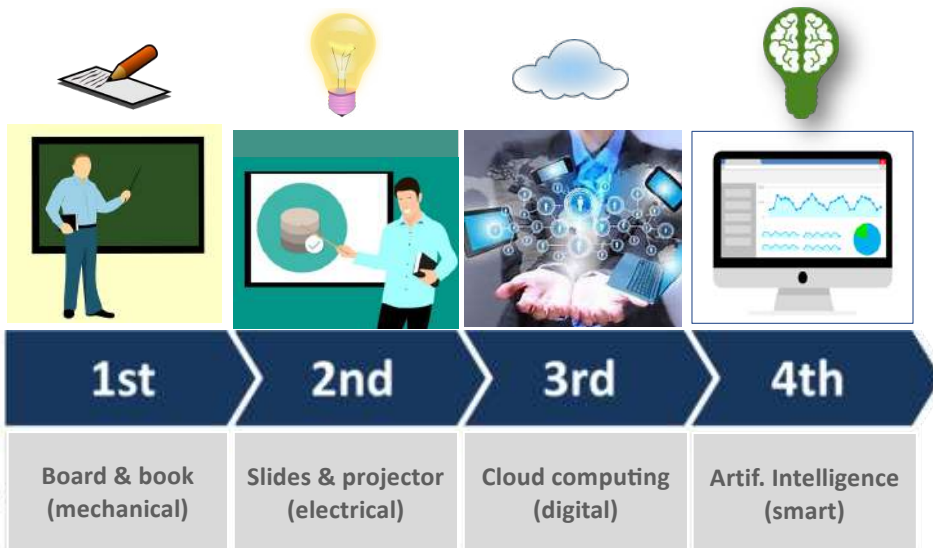 1st
2nd
3rd
4th
Board & book
(mechanical)
Slides & projector
(electrical)
Cloud computing
(digital)
Artif. Intelligence
(smart)